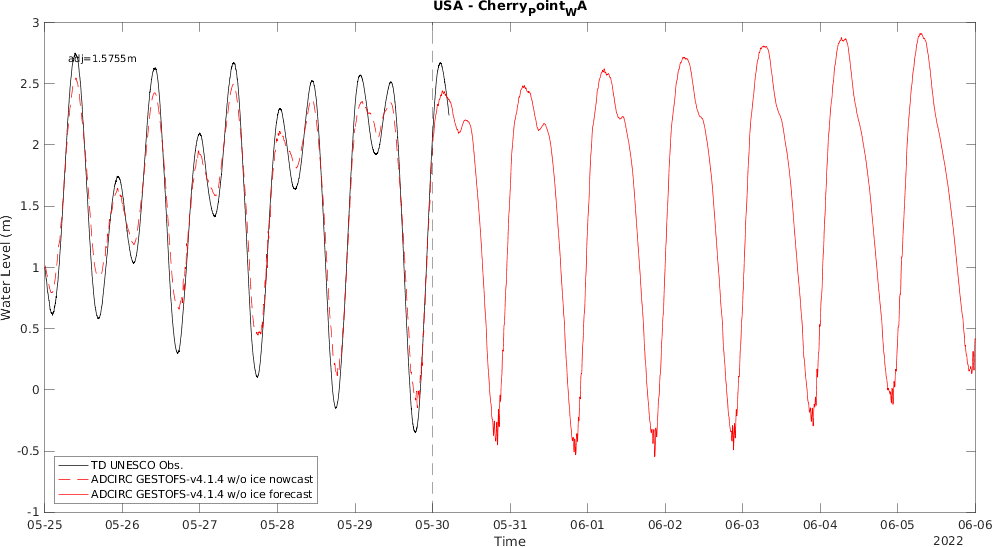 USA - Cherry_Point_WA
adj=1.5755m
3
2.5
2
1.5
1
0.5
0
-0.5
-1
Water Level (m)
TD UNESCO Obs.
ADCIRC GESTOFS-v4.1.4 w/o ice nowcast
ADCIRC GESTOFS-v4.1.4 w/o ice forecast
05-25 05-26 05-27 05-28 05-29 05-30 05-31 06-01 06-02 06-03 06-04 06-05 06-06
Time
2022